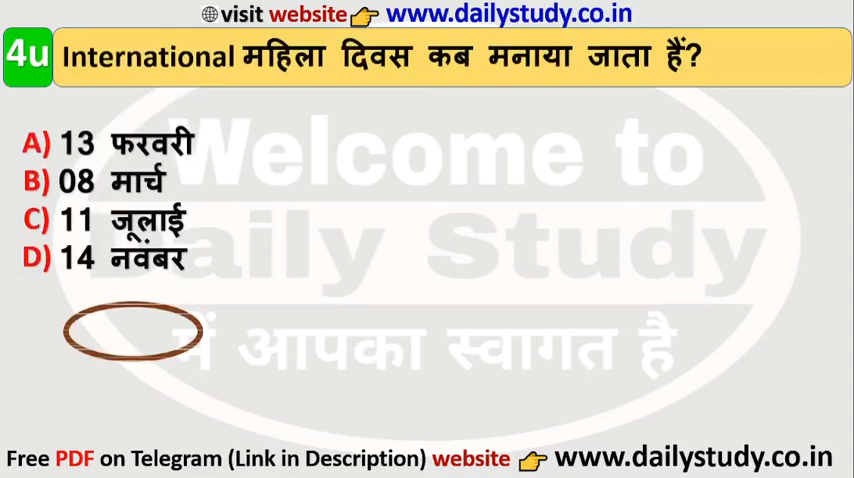 visit website 👉 www.dailystudy.co.in
4u International महिला दिवस कब मनाया जाता हैं?
A) 13 फरवरी
B) 08 मार्च
C) 11 जूलाई
D) 14 नवंबर
Welcome to
Daily Study
में आपका स्वागत है
Free PDF on Telegram (Link in Description) website 👉 www.dailystudy.co.in